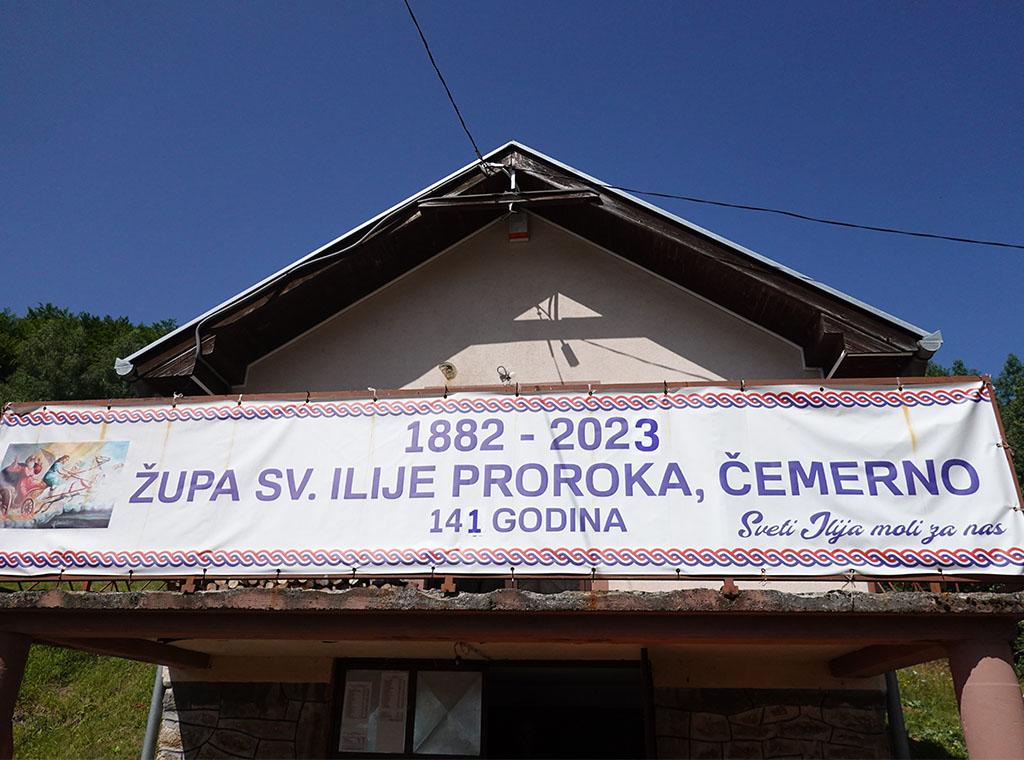 1882 - 2023
ŽUPA SV. ILIJE PROROKA, ČEMERNO
141 GODINA
Sveti Ilija moli za nas